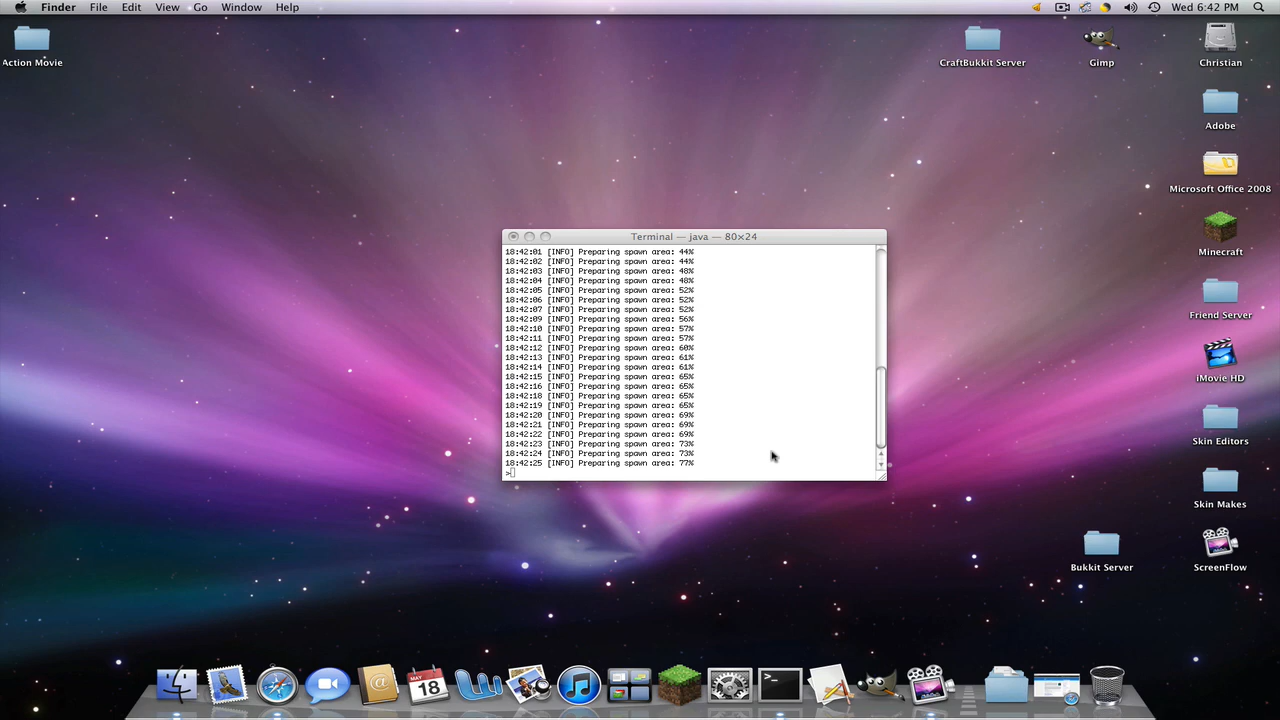 Finder File Edit View Go Window Help Wed 6:42 PM
Action Movie
CraftBukkit Server
Gimp
Christian
Adobe
Microsoft Office 2008
Minecraft
Friend Server
iMovie HD
Skin Editors
Skin Makes
Bukkit Server
ScreenFlow
Terminal — java — 80×24
18:42:01 [INFO] Preparing spawn area: 44%
18:42:02 [INFO] Preparing spawn area: 44%
18:42:03 [INFO] Preparing spawn area: 48%
18:42:04 [INFO] Preparing spawn area: 48%
18:42:05 [INFO] Preparing spawn area: 52%
18:42:06 [INFO] Preparing spawn area: 52%
18:42:07 [INFO] Preparing spawn area: 52%
18:42:09 [INFO] Preparing spawn area: 56%
18:42:10 [INFO] Preparing spawn area: 57%
18:42:11 [INFO] Preparing spawn area: 57%
18:42:12 [INFO] Preparing spawn area: 60%
18:42:13 [INFO] Preparing spawn area: 61%
18:42:14 [INFO] Preparing spawn area: 61%
18:42:15 [INFO] Preparing spawn area: 65%
18:42:16 [INFO] Preparing spawn area: 65%
18:42:18 [INFO] Preparing spawn area: 65%
18:42:19 [INFO] Preparing spawn area: 65%
18:42:20 [INFO] Preparing spawn area: 69%
18:42:21 [INFO] Preparing spawn area: 69%
18:42:22 [INFO] Preparing spawn area: 69%
18:42:23 [INFO] Preparing spawn area: 73%
18:42:24 [INFO] Preparing spawn area: 73%
18:42:25 [INFO] Preparing spawn area: 77%
>
MAY
18
>_